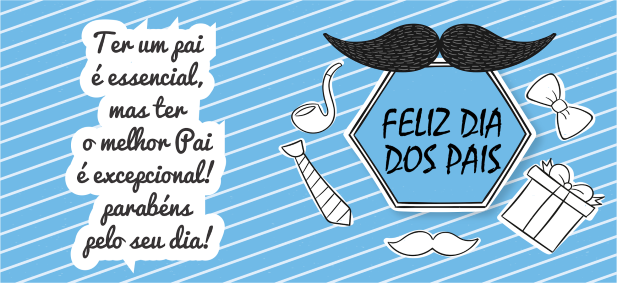 Ter um pai
é essencial,
mas ter
o melhor Pai
é excepcional!
parabéns
pelo seu dia!
FELIZ DIA
DOS PAIS